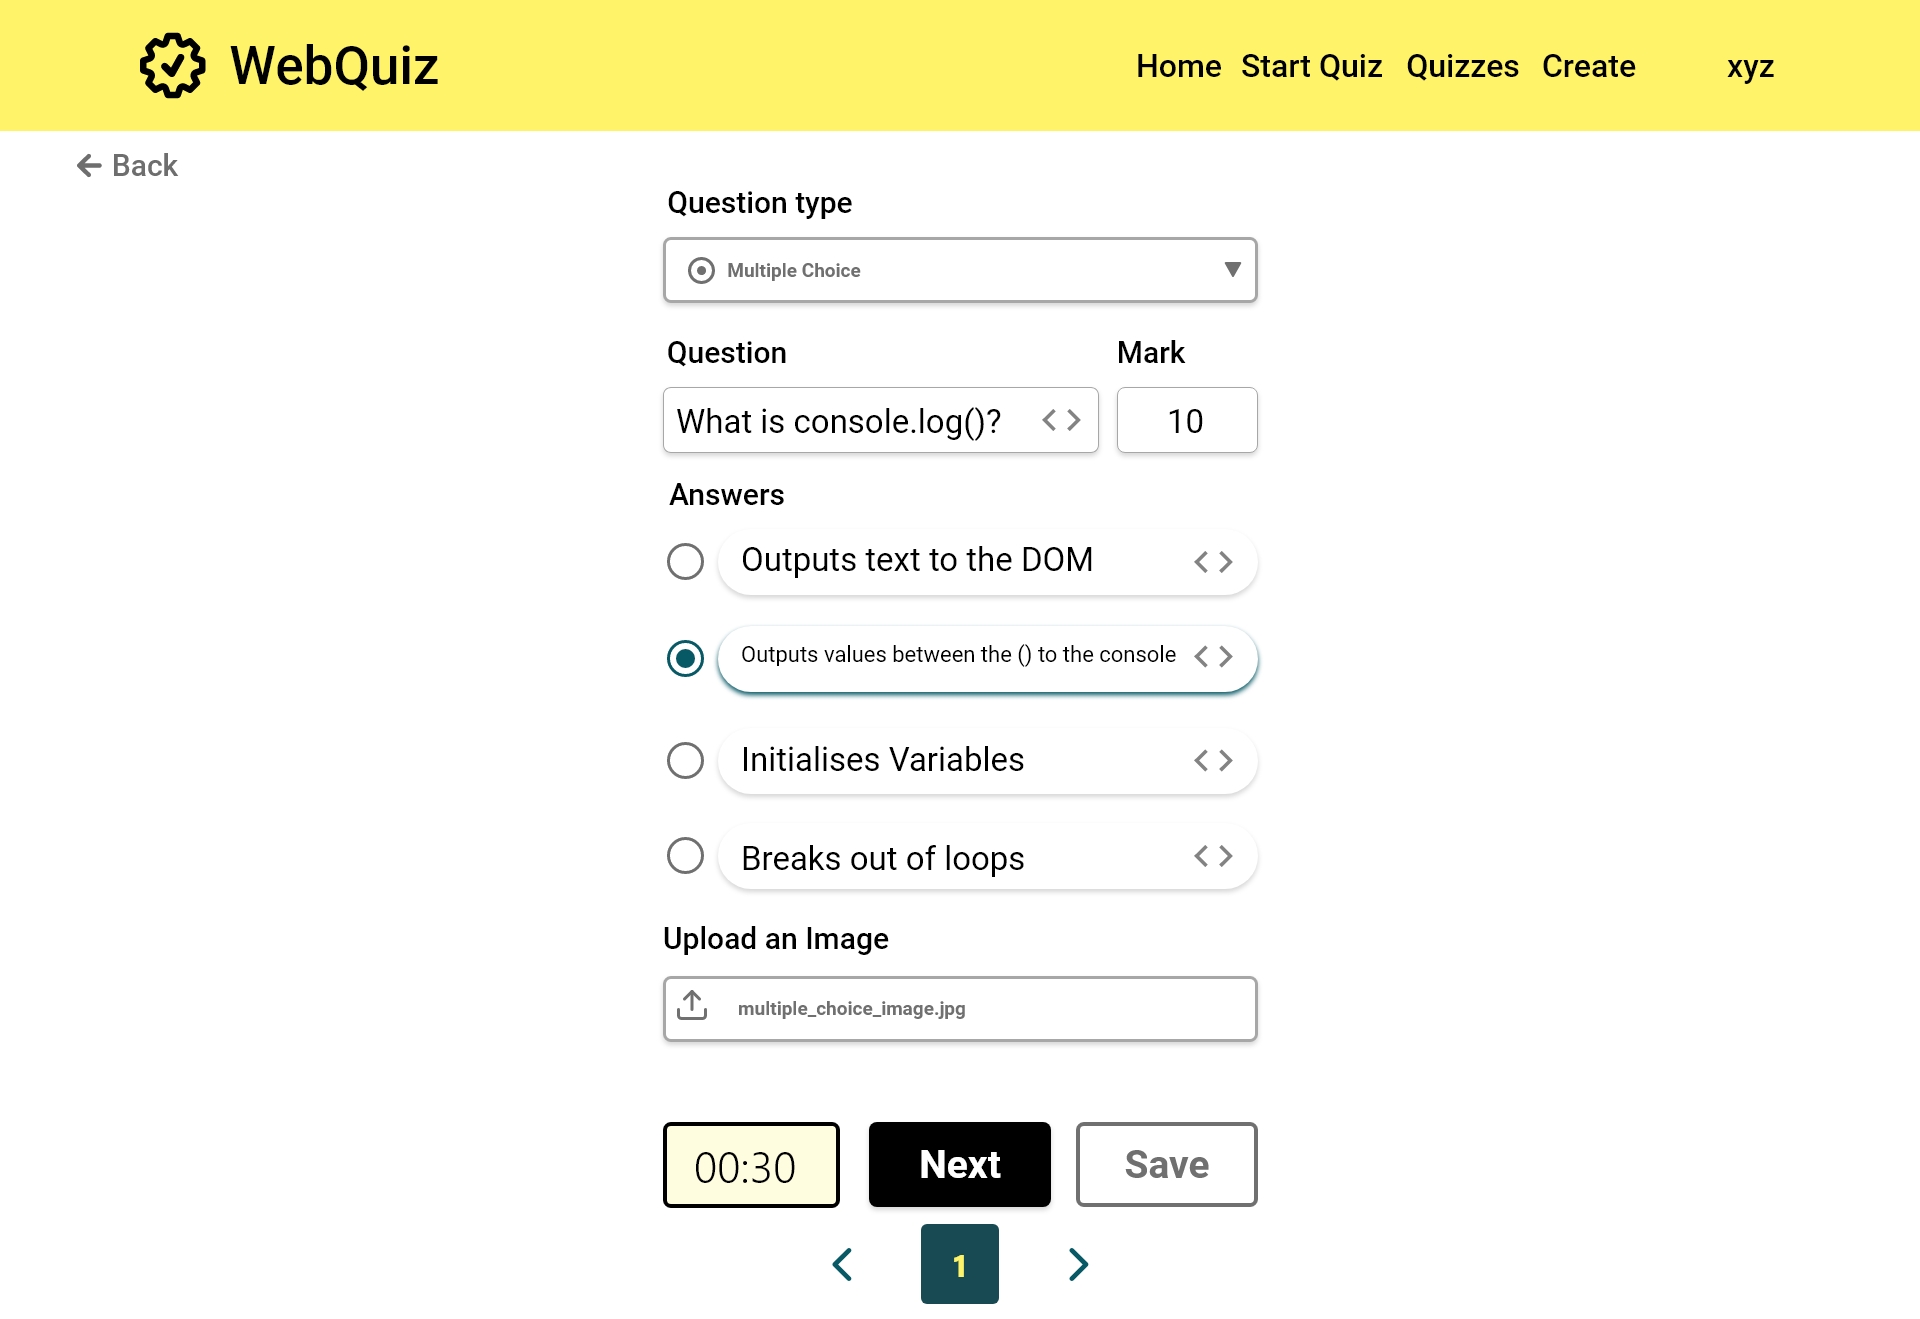 WebQuiz
Home Start Quiz Quizzes Create xyz
Back
Question type
Multiple Choice
Question Mark
What is console.log()? < > 10
Answers
Outputs text to the DOM < >
Outputs values between the () to the console < >
Initialises Variables < >
Breaks out of loops < >
Upload an Image
multiple_choice_image.jpg
00:30 Next Save
1